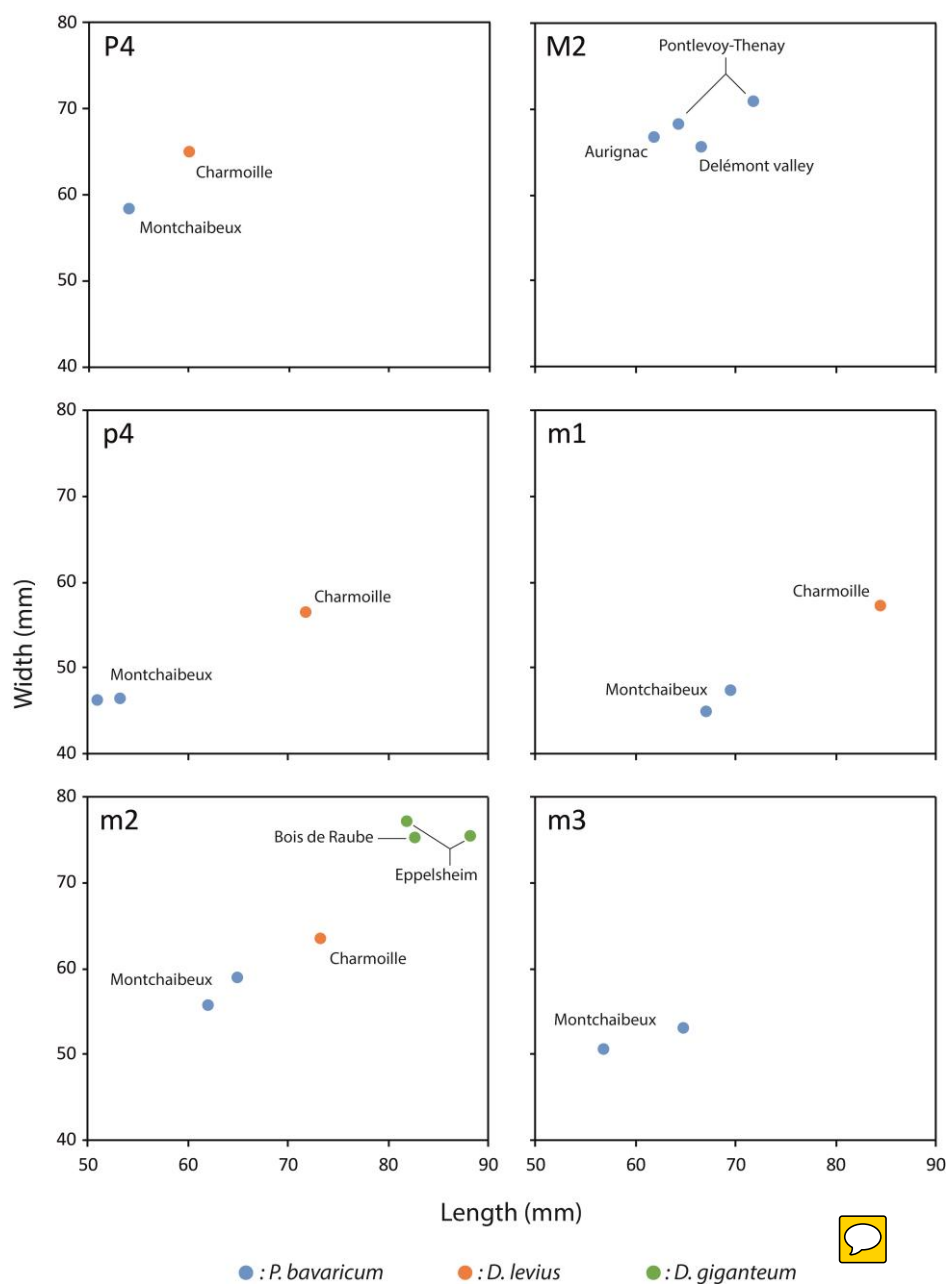 P4
80
70
60
50
40
Charmoille
Montchaibeux
M2
Pontlevoy-Thenay
Aurignac
Delémont valley
p4
80
70
60
50
40
Charmoille
Montchaibeux
m1
Charmoille
Montchaibeux
Width (mm)
m2
80
70
60
50
40
Bois de Raube
Eppelsheim
Charmoille
Montchaibeux
50 60 70 80 90
m3
Montchaibeux
50 60 70 80 90
Length (mm)
: P. bavaricum : D. levius : D. giganteum